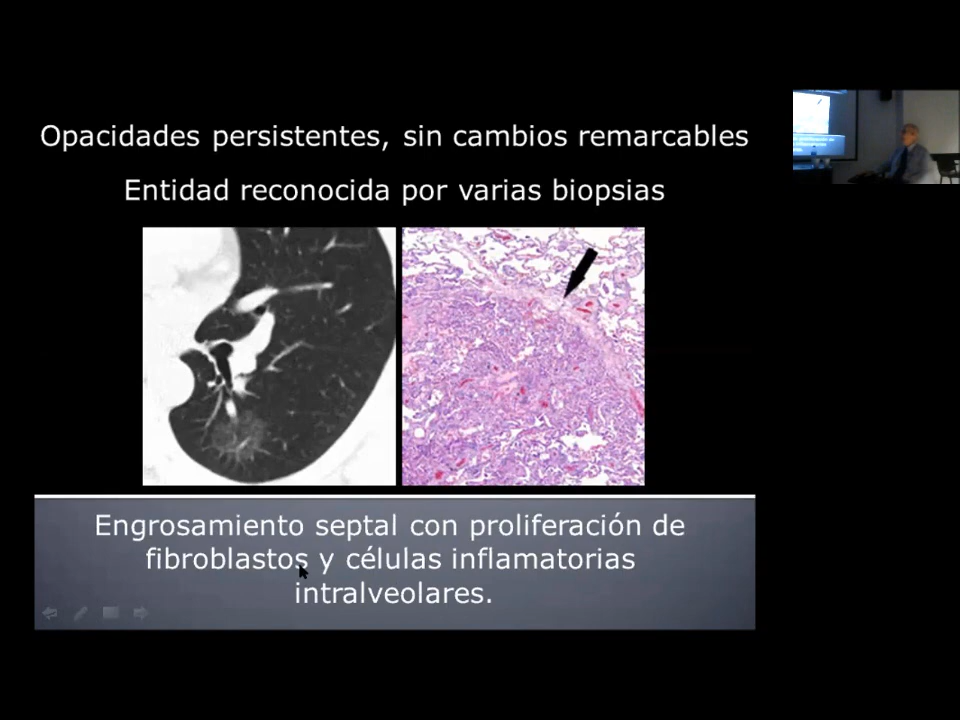 Opacidades persistentes, sin cambios remarcables
Entidad reconocida por varias biopsias
Engrosamiento septal con proliferación de
fibroblastos y células inflamatorias
intralveolares.